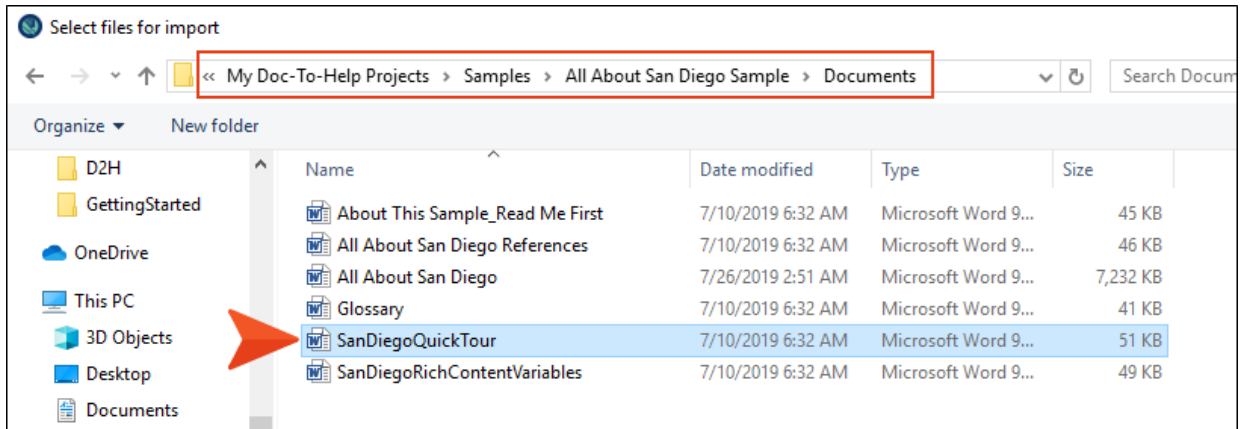 Select files for import
« My Doc-To-Help Projects > Samples > All About San Diego Sample > Documents Search Docum
Organize New folder
D2H Name Date modified Type Size
GettingStarted About This Sample_Read Me First 7/10/2019 6:32 AM Microsoft Word 9... 45 KB
All About San Diego References 7/10/2019 6:32 AM Microsoft Word 9... 46 KB
OneDrive All About San Diego 7/26/2019 2:51 AM Microsoft Word 9... 7,232 KB
This PC Glossary 7/10/2019 6:32 AM Microsoft Word 9... 41 KB
3D Objects SanDiegoQuickTour 7/10/2019 6:32 AM Microsoft Word 9... 51 KB
Desktop SanDiegoRichContentVariables 7/10/2019 6:32 AM Microsoft Word 9... 49 KB
Documents